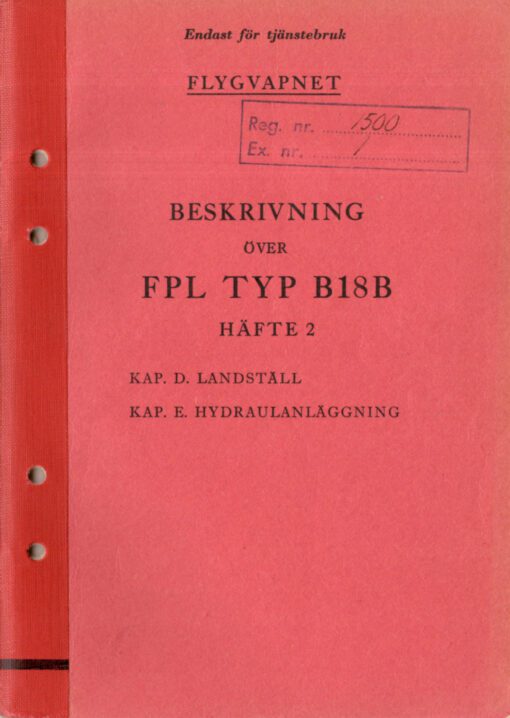 Endast för tjänstebruk
FLYGVAPNET
Reg. nr. 1500
Ex. nr. 1
BESKRIVNING
ÖVER
FPL TYP B18B
HÄFTE 2
KAP. D. LANDSTÄLL
KAP. E. HYDRAULANLÄGGNING